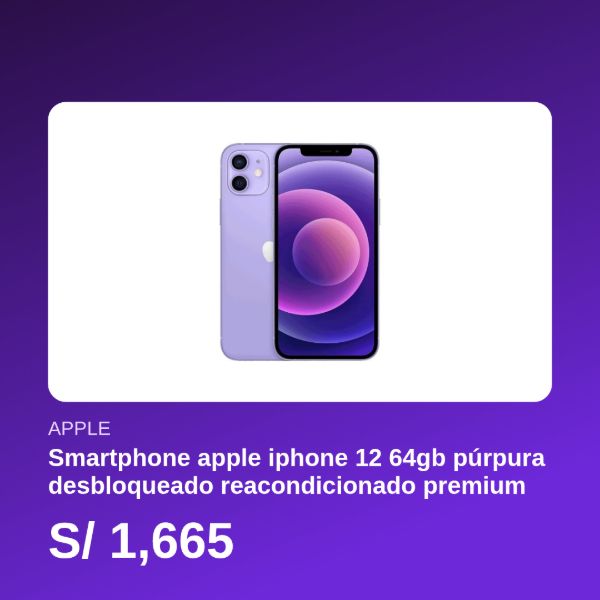 APPLE
Smartphone apple iphone 12 64gb púrpura
desbloqueado reacondicionado premium
S/ 1,665